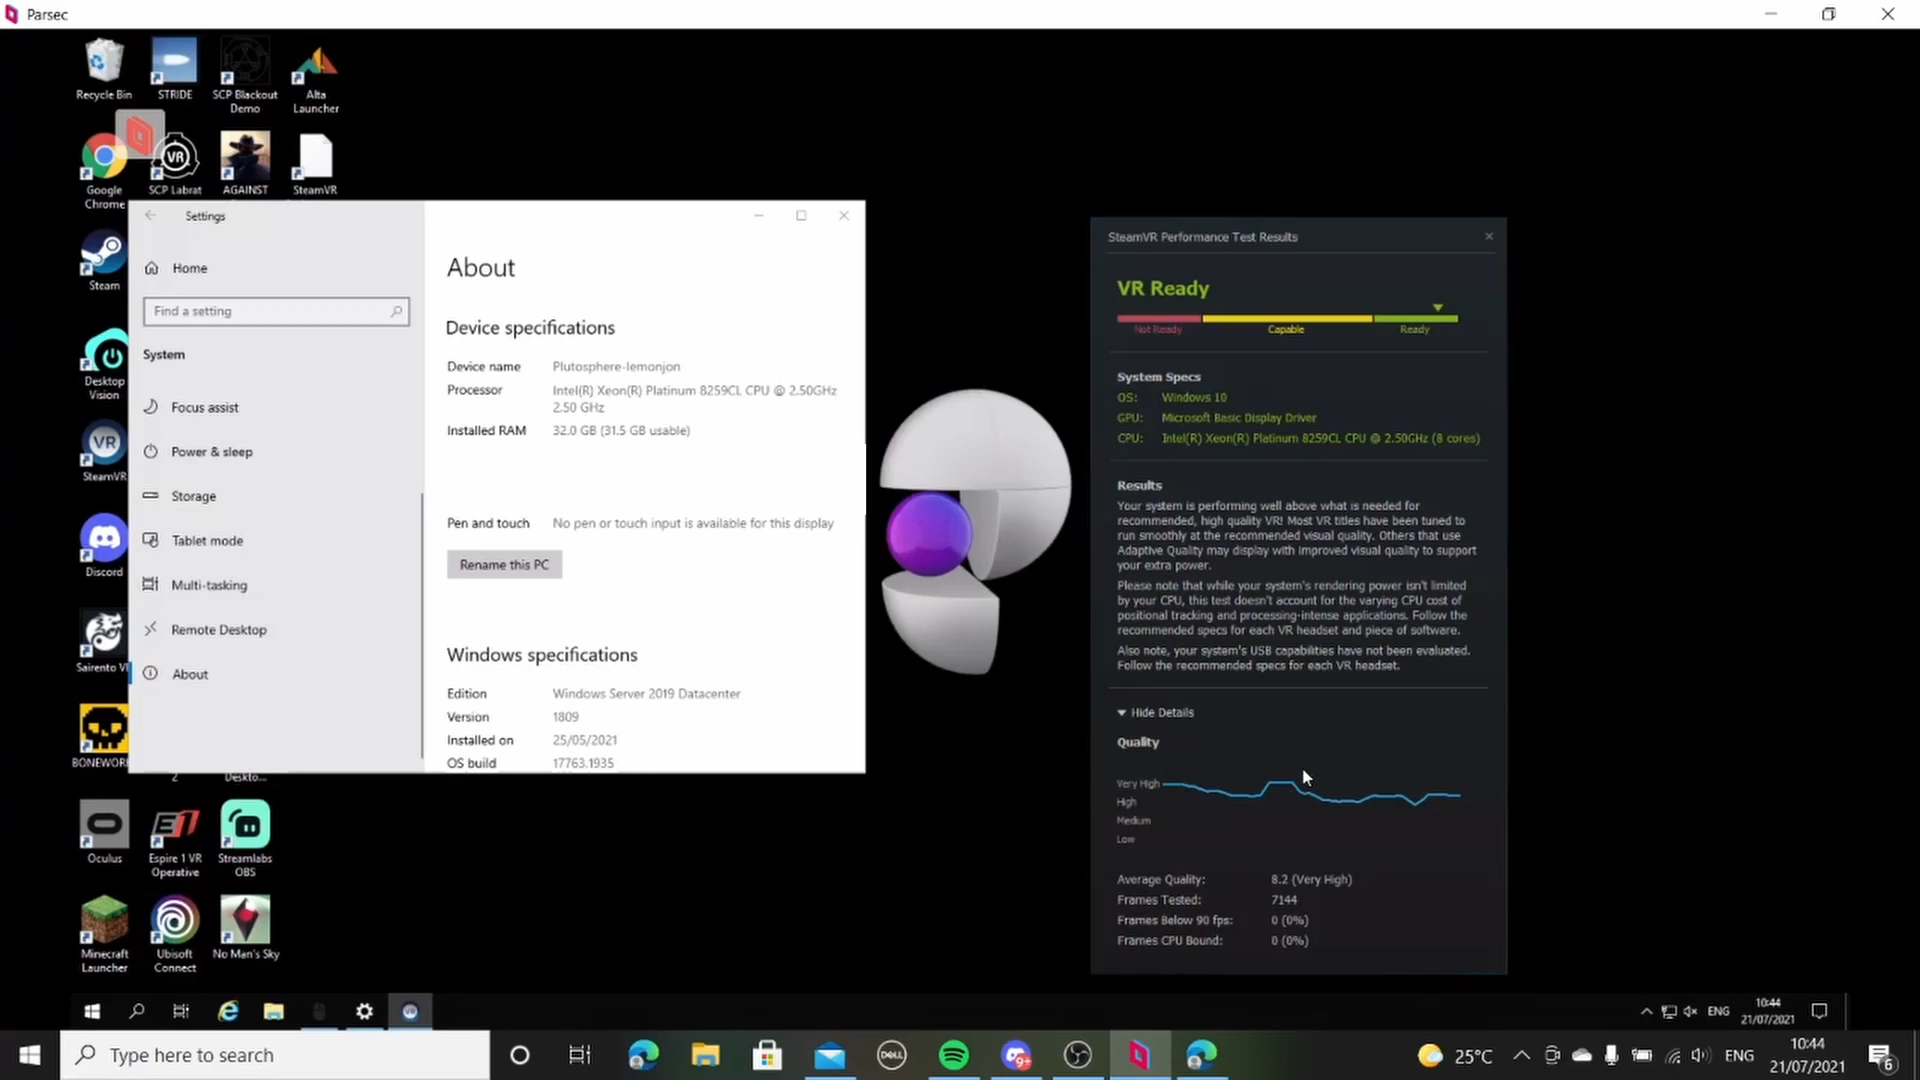 Parsec
Recycle Bin
STRIDE
SCP Blackout
Demo
Alta
Launcher
Google
Chrome
VR
SCP Labrat
AGAINST
SteamVR
Steam
Desktop
Vision
VR
SteamVR
Discord
Sairento V
BONEWOR
2
Deskto...
Oculus
E1
Espire 1 VR
Operative
Streamlabs
OBS
Minecraft
Launcher
Ubisoft
Connect
No Man's Sky
Settings
Home
Find a setting
System
Focus assist
Power & sleep
Storage
Tablet mode
Multi-tasking
Remote Desktop
About
About
Device specifications
Device name Plutosphere-lemonjon
Processor Intel(R) Xeon(R) Platinum 8259CL CPU @ 2.50GHz
2.50 GHz
Installed RAM 32.0 GB (31.5 GB usable)
Pen and touch No pen or touch input is available for this display
Rename this PC
Windows specifications
Edition Windows Server 2019 Datacenter
Version 1809
Installed on 25/05/2021
OS build 17763.1935
SteamVR Performance Test Results
VR Ready
Not Ready Capable Ready
System Specs
OS: Windows 10
GPU: Microsoft Basic Display Driver
CPU: Intel(R) Xeon(R) Platinum 8259CL CPU @ 2.50GHz (8 cores)
Results
Your system is performing well above what is needed for
recommended, high quality VR! Most VR titles have been tuned to
run smoothly at the recommended visual quality. Others that use
Adaptive Quality may display with improved visual quality to support
your extra power.
Please note that while your system's rendering power isn't limited
by your CPU, this test doesn't account for the varying CPU cost of
positional tracking and processing-intense applications. Follow the
recommended specs for each VR headset and piece of software.
Also note, your system's USB capabilities have not been evaluated.
Follow the recommended specs for each VR headset.
Hide Details
Quality
Very High
High
Medium
Low
Average Quality: 8.2 (Very High)
Frames Tested: 7144
Frames Below 90 fps: 0 (0%)
Frames CPU Bound: 0 (0%)
ENG
10:44
21/07/2021
Type here to search
DELL
9+
25°C
ENG
10:44
21/07/2021
6